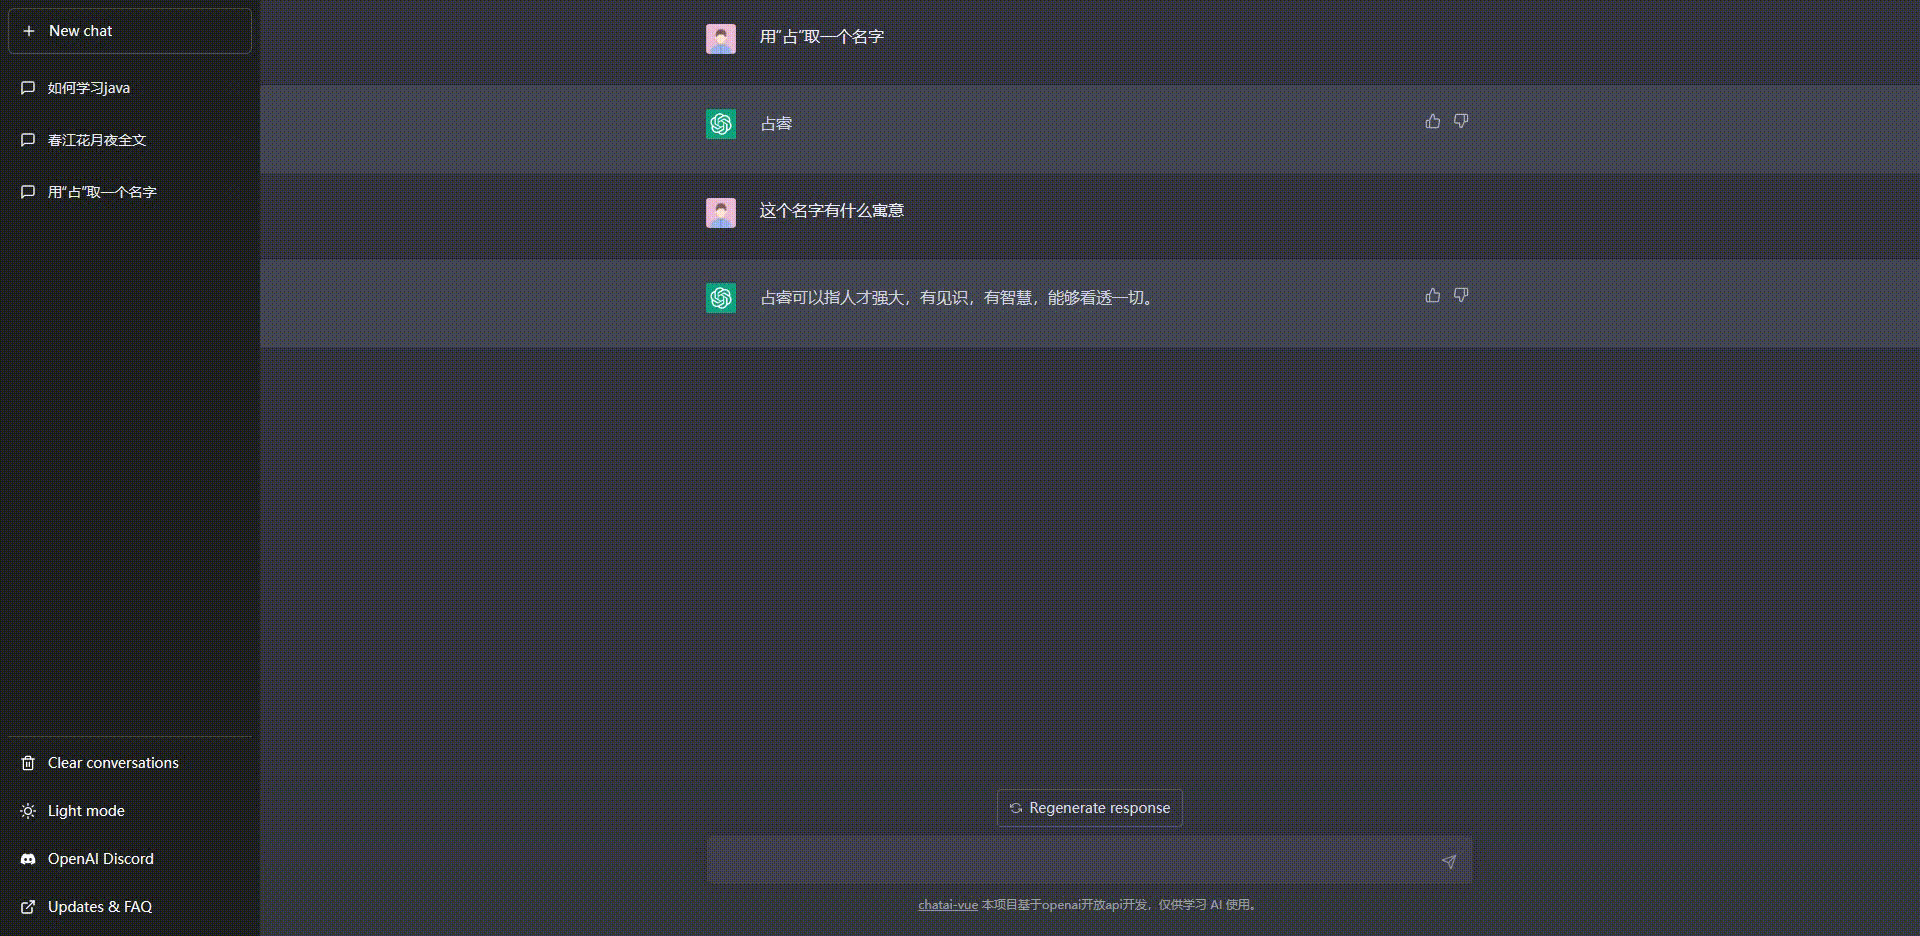 New chat
如何学习java
春江花月夜全文
用“占”取一个名字
Clear conversations
Light mode
OpenAI Discord
Updates & FAQ
用“占”取一个名字
占睿
这个名字有什么寓意
占睿可以指人才强大，有见识，有智慧，能够看透一切。
Regenerate response
chatai-vue 本项目基于openai开放api开发，仅供学习 AI 使用。